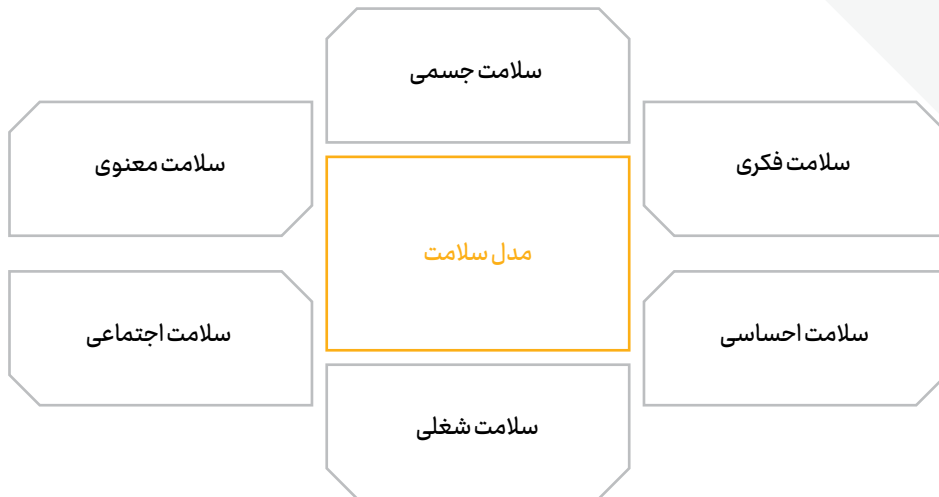 سلامت جسمی
سلامت فکری
سلامت معنوی
مدل سلامت
سلامت احساسی
سلامت اجتماعی
سلامت شغلی